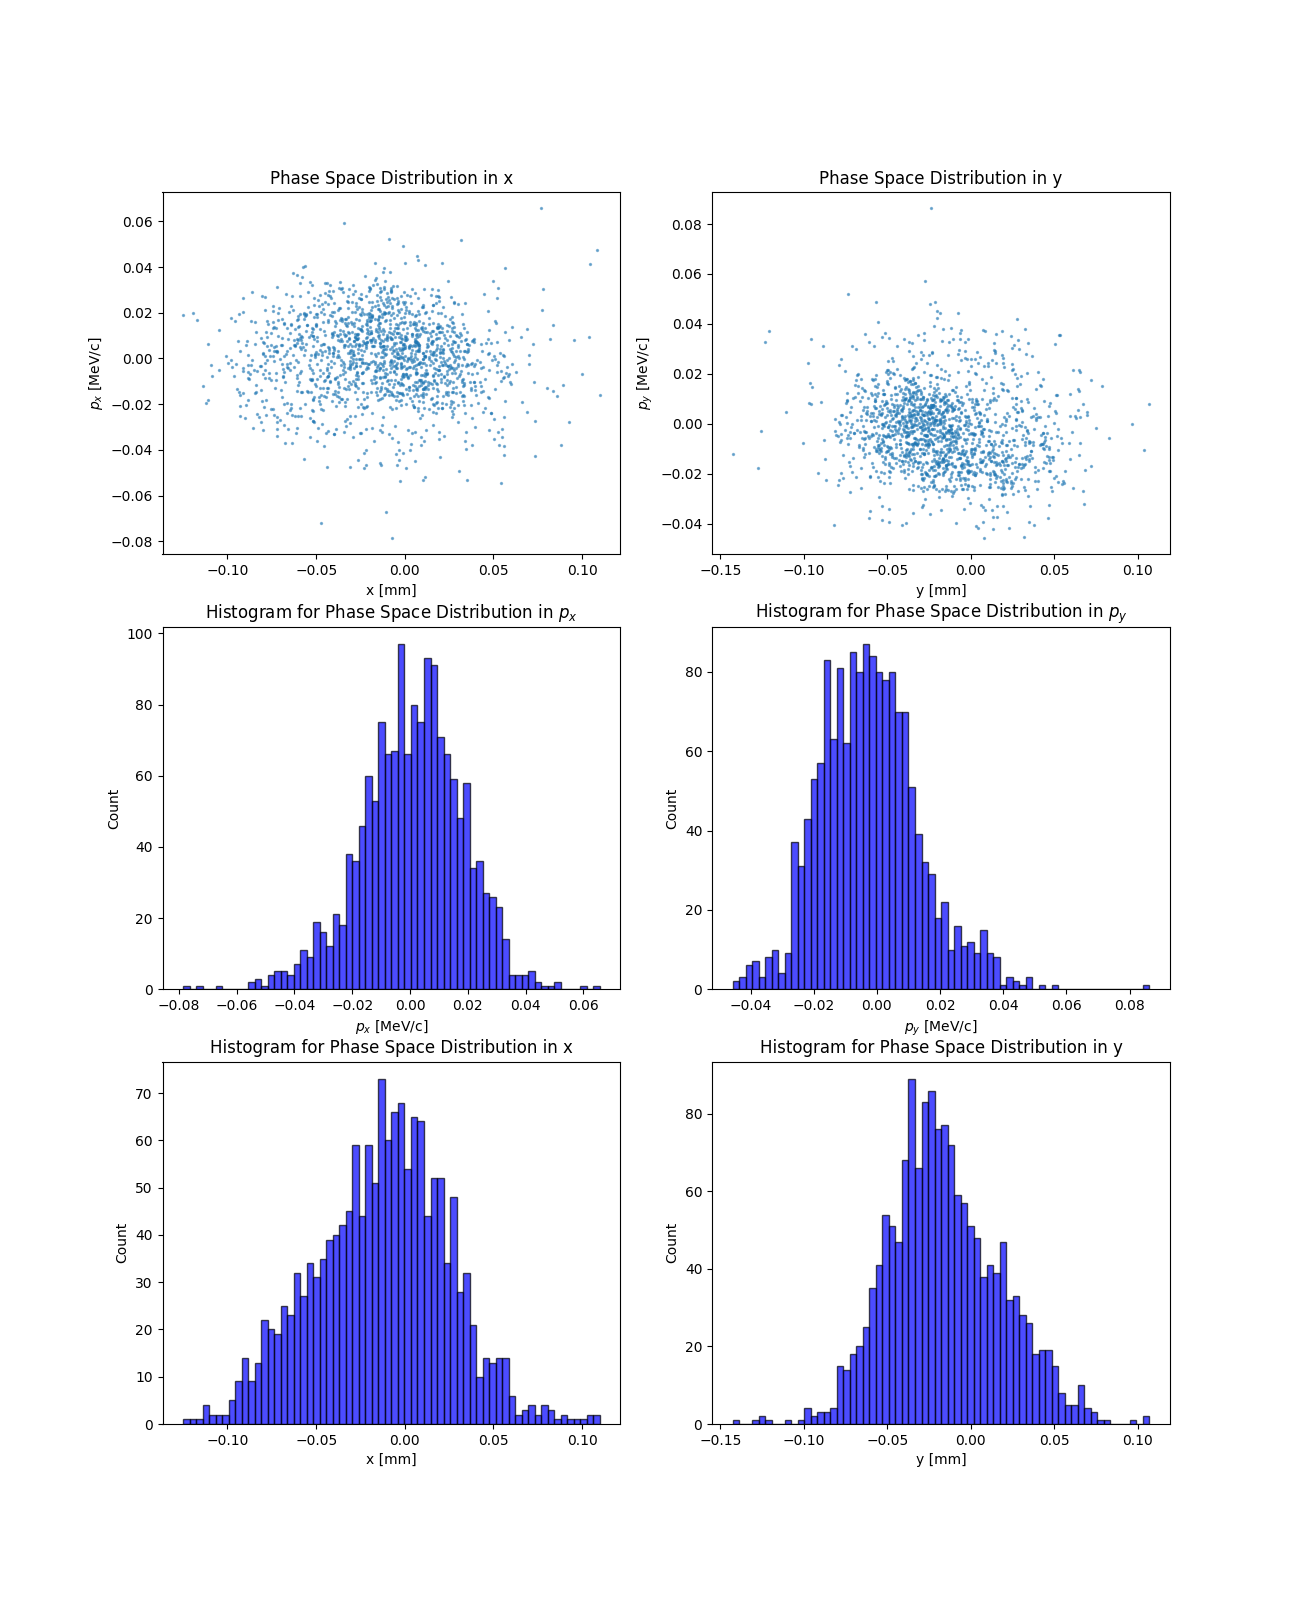 Phase Space Distribution in x
0.06
0.04
0.02
0.00
−0.02
−0.04
−0.06
−0.08
pₓ [MeV/c]
−0.10 −0.05 0.00 0.05 0.10
x [mm]
Phase Space Distribution in y
0.08
0.06
0.04
0.02
0.00
−0.02
−0.04
p_y [MeV/c]
−0.15 −0.10 −0.05 0.00 0.05 0.10
y [mm]
Histogram for Phase Space Distribution in pₓ
100
80
60
40
20
0
Count
−0.08 −0.06 −0.04 −0.02 0.00 0.02 0.04 0.06
pₓ [MeV/c]
Histogram for Phase Space Distribution in p_y
80
60
40
20
0
Count
−0.04 −0.02 0.00 0.02 0.04 0.06 0.08
p_y [MeV/c]
Histogram for Phase Space Distribution in x
70
60
50
40
30
20
10
0
Count
−0.10 −0.05 0.00 0.05 0.10
x [mm]
Histogram for Phase Space Distribution in y
80
60
40
20
0
Count
−0.15 −0.10 −0.05 0.00 0.05 0.10
y [mm]